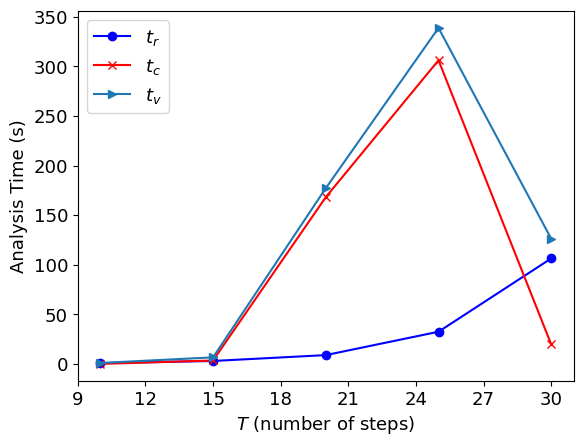 350
300
250
200
150
100
50
0
Analysis Time (s)
t_r
t_c
t_v
9 12 15 18 21 24 27 30
T (number of steps)